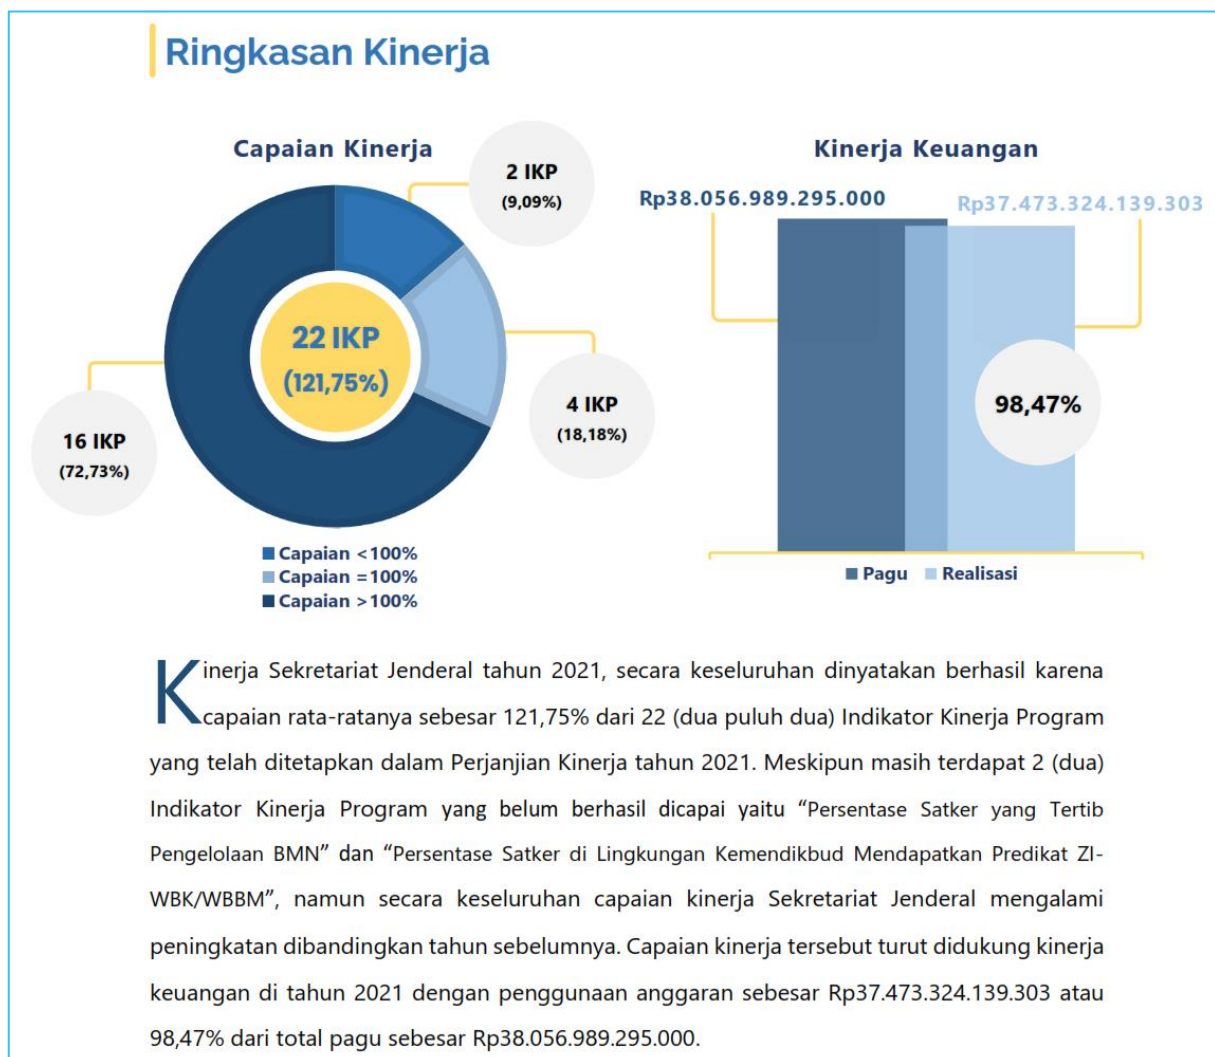 Ringkasan Kinerja
Capaian Kinerja
2 IKP
(9,09%)
22 IKP
(121,75%)
4 IKP
(18,18%)
16 IKP
(72,73%)
Capaian <100%
Capaian =100%
Capaian >100%
Kinerja Keuangan
Rp38.056.989.295.000
Rp37.473.324.139.303
98,47%
Pagu
Realisasi
Kinerja Sekretariat Jenderal tahun 2021, secara keseluruhan dinyatakan berhasil karena
capaian rata-ratanya sebesar 121,75% dari 22 (dua puluh dua) Indikator Kinerja Program
yang telah ditetapkan dalam Perjanjian Kinerja tahun 2021. Meskipun masih terdapat 2 (dua)
Indikator Kinerja Program yang belum berhasil dicapai yaitu “Persentase Satker yang Tertib
Pengelolaan BMN” dan “Persentase Satker di Lingkungan Kemendikbud Mendapatkan Predikat ZI-
WBK/WBBM”, namun secara keseluruhan capaian kinerja Sekretariat Jenderal mengalami
peningkatan dibandingkan tahun sebelumnya. Capaian kinerja tersebut turut didukung kinerja
keuangan di tahun 2021 dengan penggunaan anggaran sebesar Rp37.473.324.139.303 atau
98,47% dari total pagu sebesar Rp38.056.989.295.000.